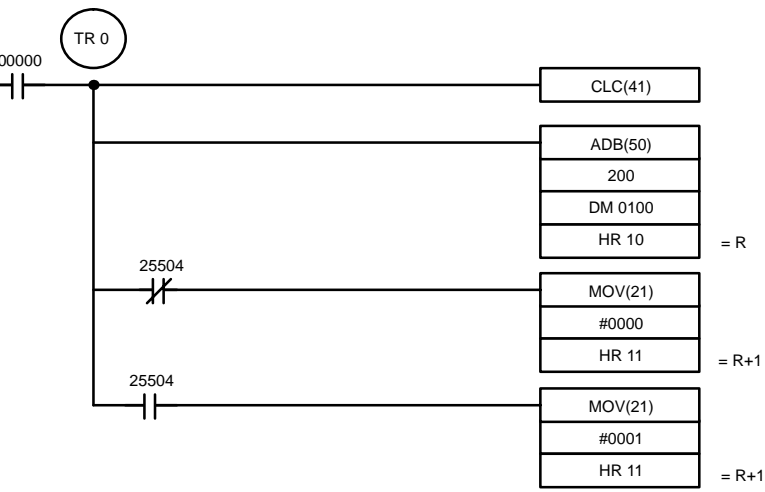 TR 0
00000
CLC(41)
ADB(50)
200
DM 0100
HR 10 = R
25504
MOV(21)
#0000
HR 11 = R+1
25504
MOV(21)
#0001
HR 11 = R+1